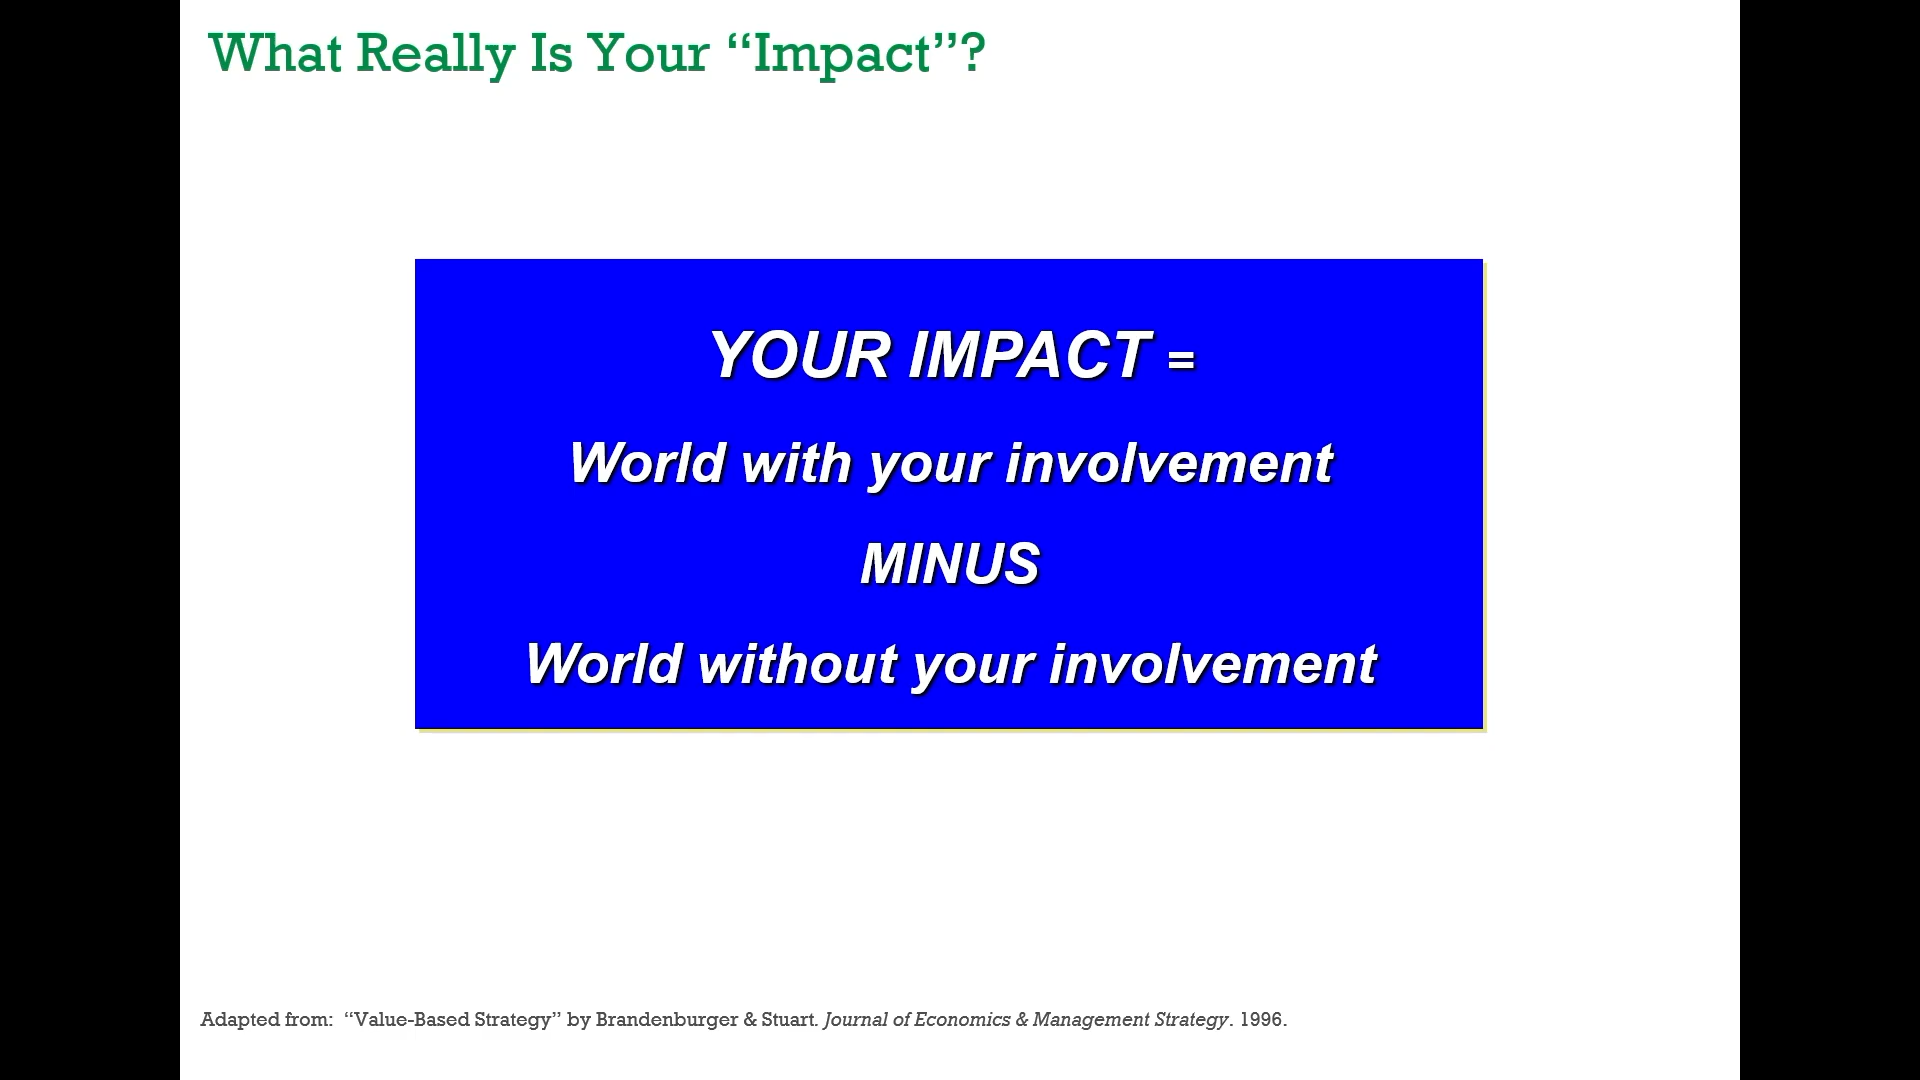 What Really Is Your “Impact”?
YOUR IMPACT =
World with your involvement
MINUS
World without your involvement
Adapted from:  “Value-Based Strategy” by Brandenburger & Stuart. Journal of Economics & Management Strategy. 1996.